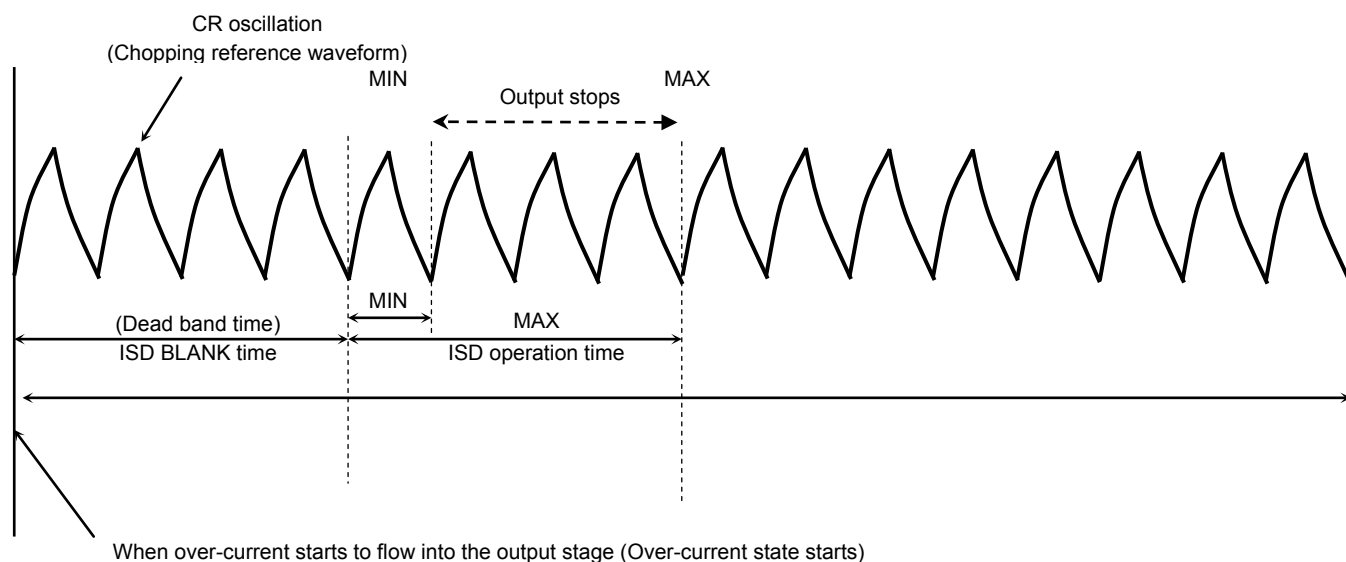 CR oscillation
(Chopping reference waveform)
MIN
MAX
Output stops
MIN
(Dead band time)
MAX
ISD BLANK time
ISD operation time
When over-current starts to flow into the output stage (Over-current state starts)